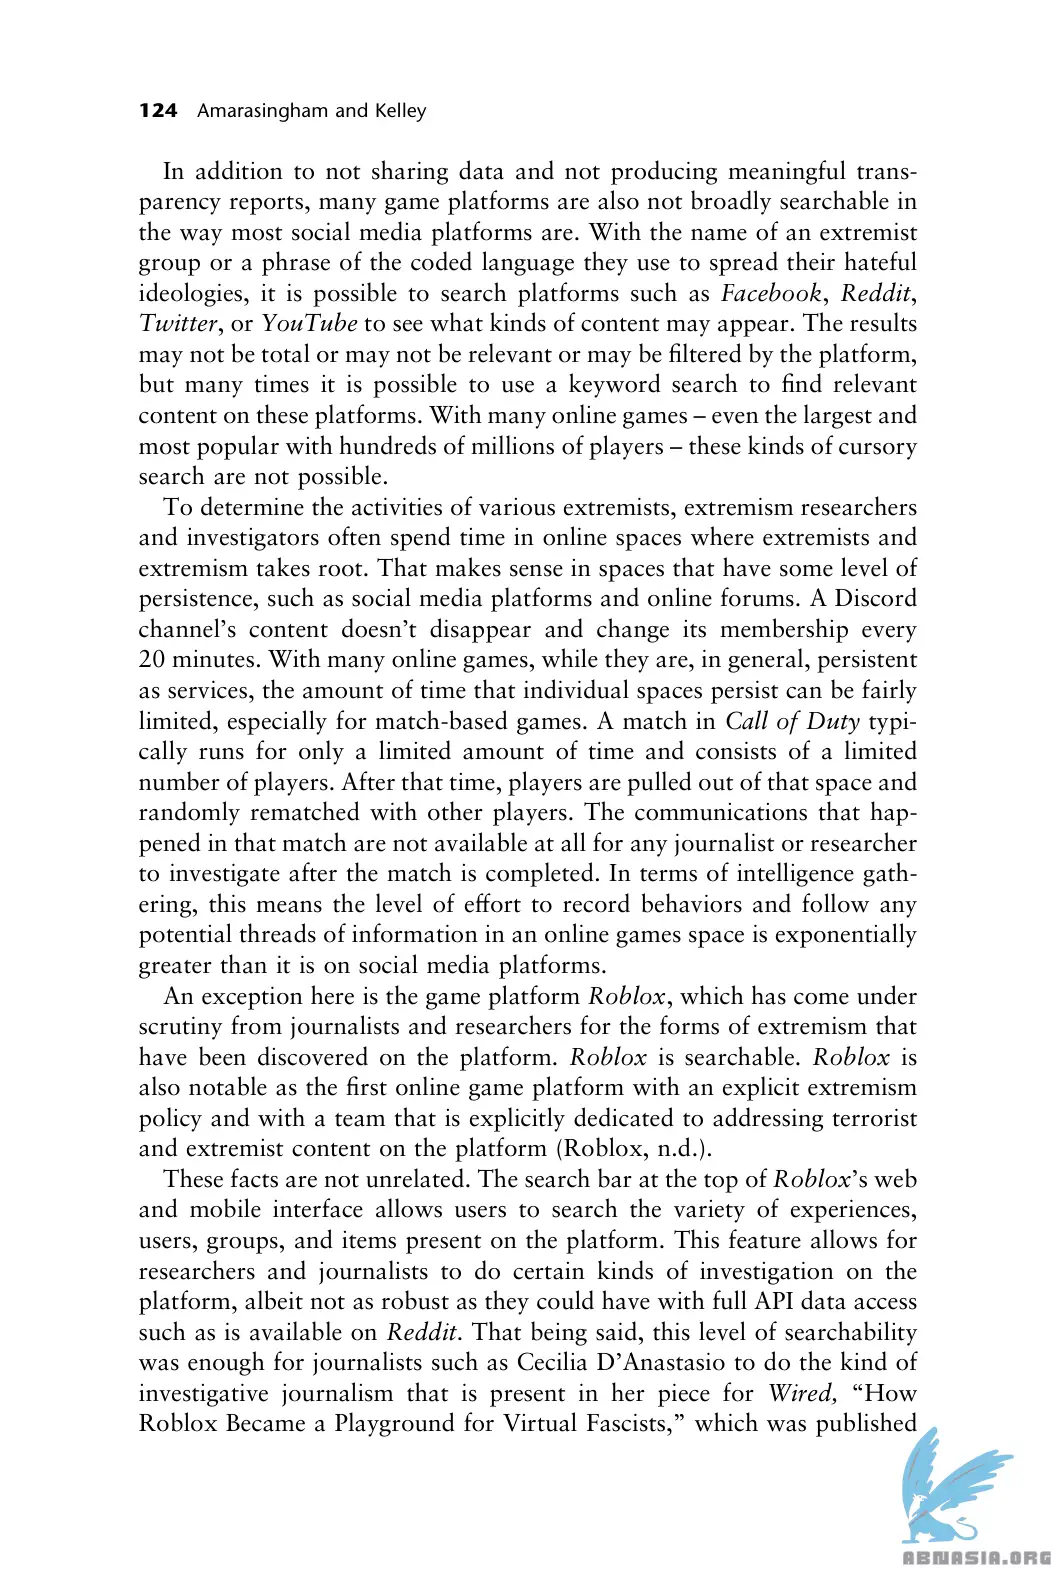 124 Amarasingham and Kelley
In addition to not sharing data and not producing meaningful trans-
parency reports, many game platforms are also not broadly searchable in
the way most social media platforms are. With the name of an extremist
group or a phrase of the coded language they use to spread their hateful
ideologies, it is possible to search platforms such as Facebook, Reddit,
Twitter, or YouTube to see what kinds of content may appear. The results
may not be total or may not be relevant or may be filtered by the platform,
but many times it is possible to use a keyword search to find relevant
content on these platforms. With many online games – even the largest and
most popular with hundreds of millions of players – these kinds of cursory
search are not possible.
To determine the activities of various extremists, extremism researchers
and investigators often spend time in online spaces where extremists and
extremism takes root. That makes sense in spaces that have some level of
persistence, such as social media platforms and online forums. A Discord
channel’s content doesn’t disappear and change its membership every
20 minutes. With many online games, while they are, in general, persistent
as services, the amount of time that individual spaces persist can be fairly
limited, especially for match-based games. A match in Call of Duty typi-
cally runs for only a limited amount of time and consists of a limited
number of players. After that time, players are pulled out of that space and
randomly rematched with other players. The communications that hap-
pened in that match are not available at all for any journalist or researcher
to investigate after the match is completed. In terms of intelligence gath-
ering, this means the level of effort to record behaviors and follow any
potential threads of information in an online games space is exponentially
greater than it is on social media platforms.
An exception here is the game platform Roblox, which has come under
scrutiny from journalists and researchers for the forms of extremism that
have been discovered on the platform. Roblox is searchable. Roblox is
also notable as the first online game platform with an explicit extremism
policy and with a team that is explicitly dedicated to addressing terrorist
and extremist content on the platform (Roblox, n.d.).
These facts are not unrelated. The search bar at the top of Roblox’s web
and mobile interface allows users to search the variety of experiences,
users, groups, and items present on the platform. This feature allows for
researchers and journalists to do certain kinds of investigation on the
platform, albeit not as robust as they could have with full API data access
such as is available on Reddit. That being said, this level of searchability
was enough for journalists such as Cecilia D’Anastasio to do the kind of
investigative journalism that is present in her piece for Wired, “How
Roblox Became a Playground for Virtual Fascists,” which was published
ABNASIA.ORG